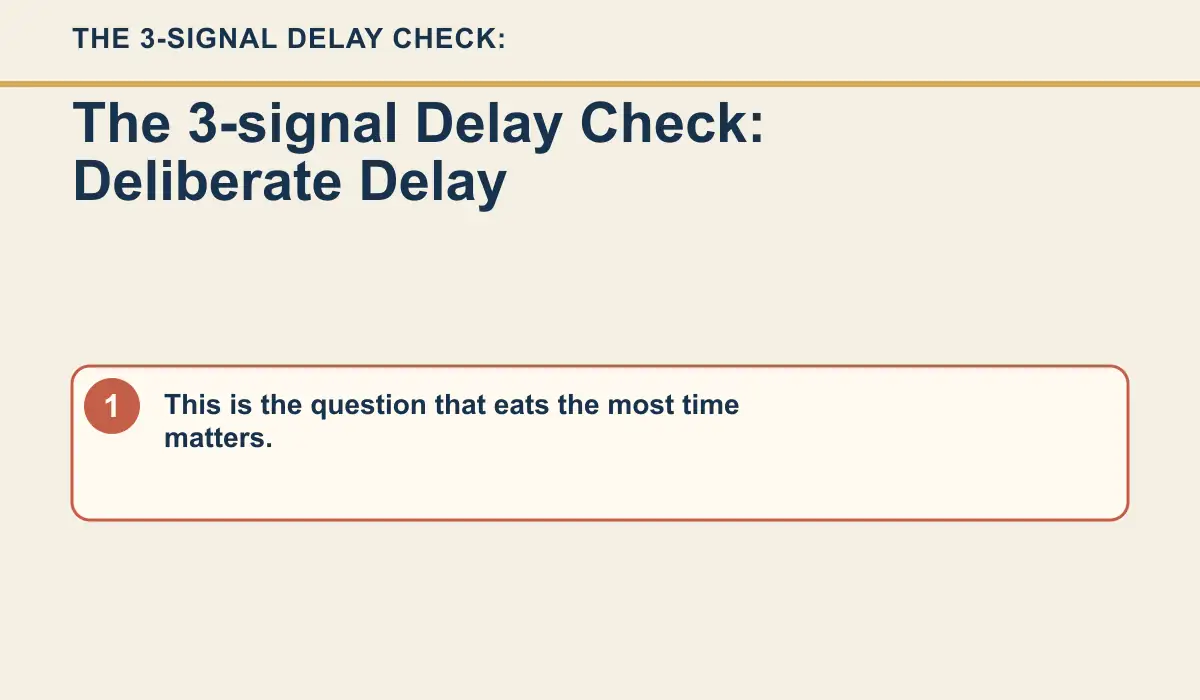 THE 3-SIGNAL DELAY CHECK:
The 3-signal Delay Check:
Deliberate Delay
1
This is the question that eats the most time
matters.